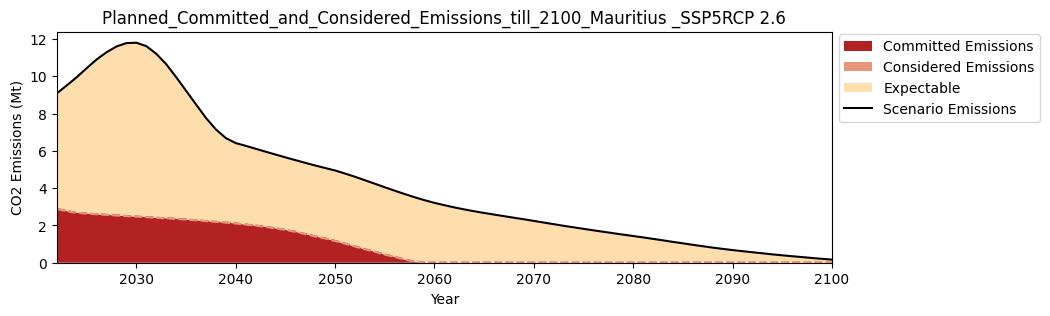 Planned_Committed_and_Considered_Emissions_till_2100_Mauritius _SSP5RCP 2.6
12
10
8
6
4
2
0
CO2 Emissions (Mt)
2030 2040 2050 2060 2070 2080 2090 2100
Year
Committed Emissions
Considered Emissions
Expectable
Scenario Emissions